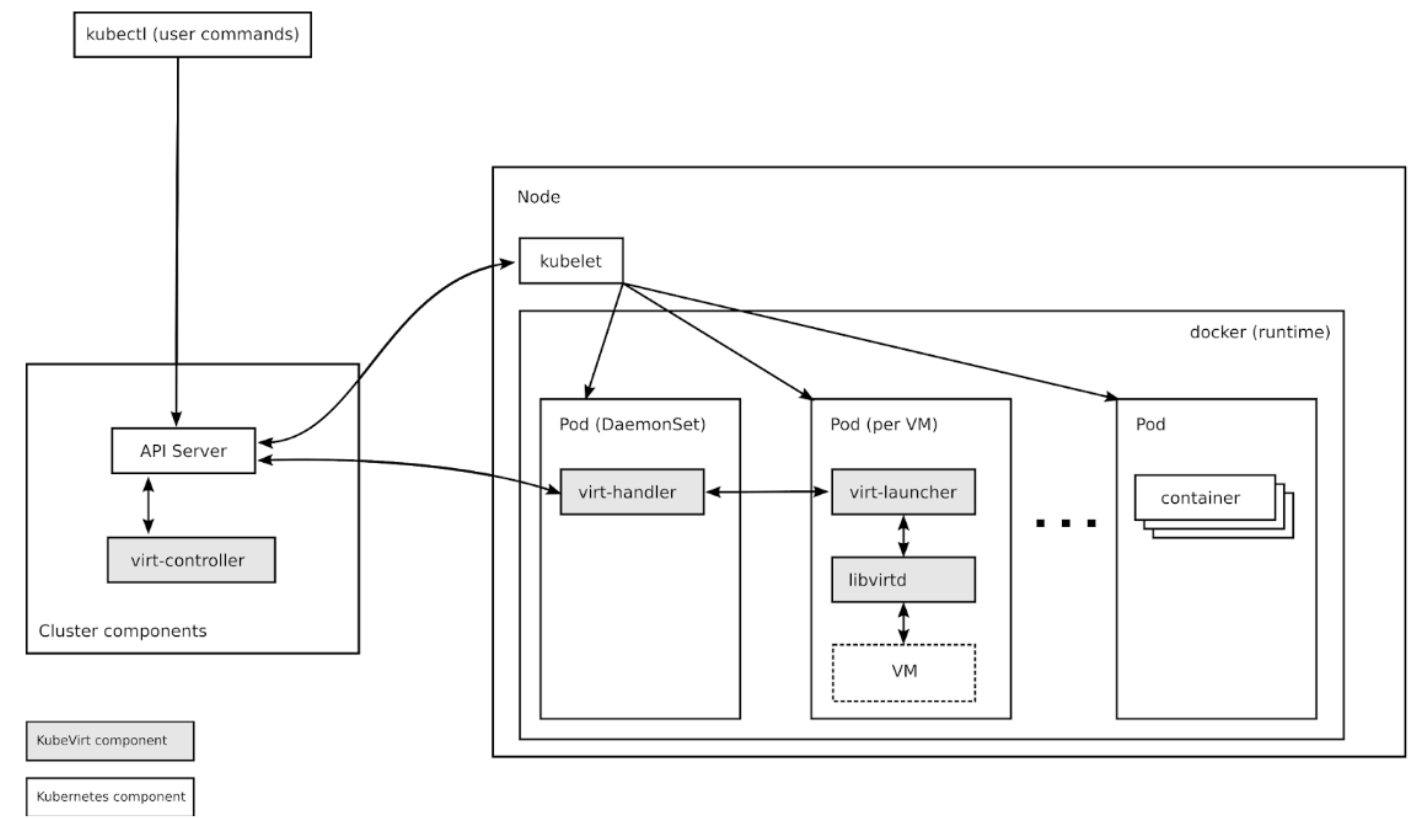 kubectl (user commands)
Node
kubelet
docker (runtime)
Pod (DaemonSet)
Pod (per VM)
Pod
API Server
virt-handler
virt-launcher
container
virt-controller
libvirtd
Cluster components
VM
KubeVirt component
Kubernetes component